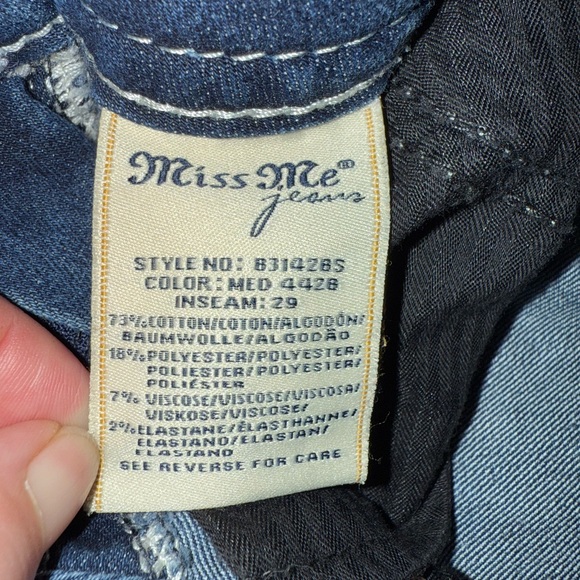 Miss Me®
jeans
STYLE NO: 831428S
COLOR: MED 442B
INSEAM: 29
73%COTTON/COTON/ALGODÓN/
BAUMWOLLE/ALGODÃO
18%POLYESTER/POLYESTER/
POLIESTER/POLYESTER/
POLIÉSTER
7% VISCOSE/VISCOSE/VISCOSA/
VISKOSE/VISCOSE/
2%ELASTANE/ÉLASTHANNE/
ELASTANO/ELASTAN/
ELASTANO
SEE REVERSE FOR CARE